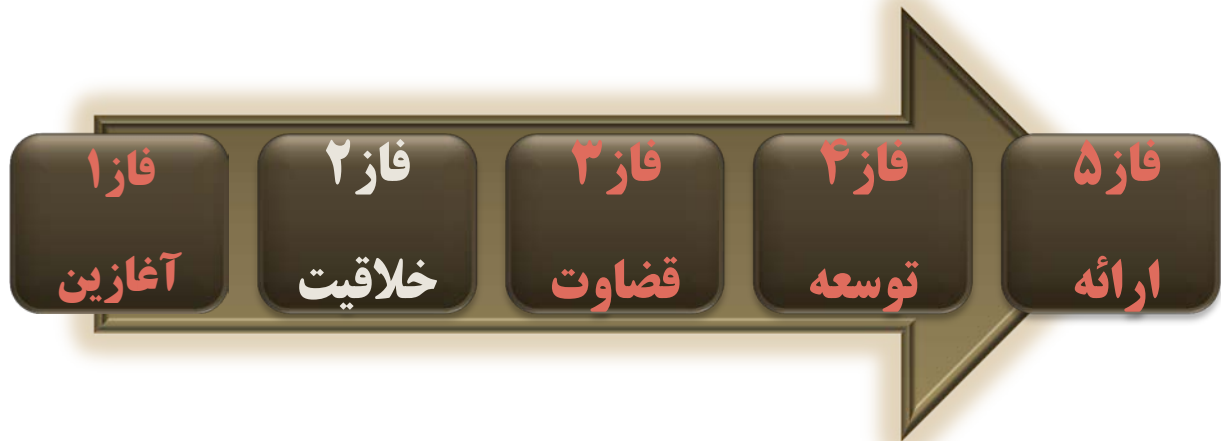 فاز۱
آغازین
فاز۲
خلاقیت
فاز۳
قضاوت
فاز۴
توسعه
فاز۵
ارائه